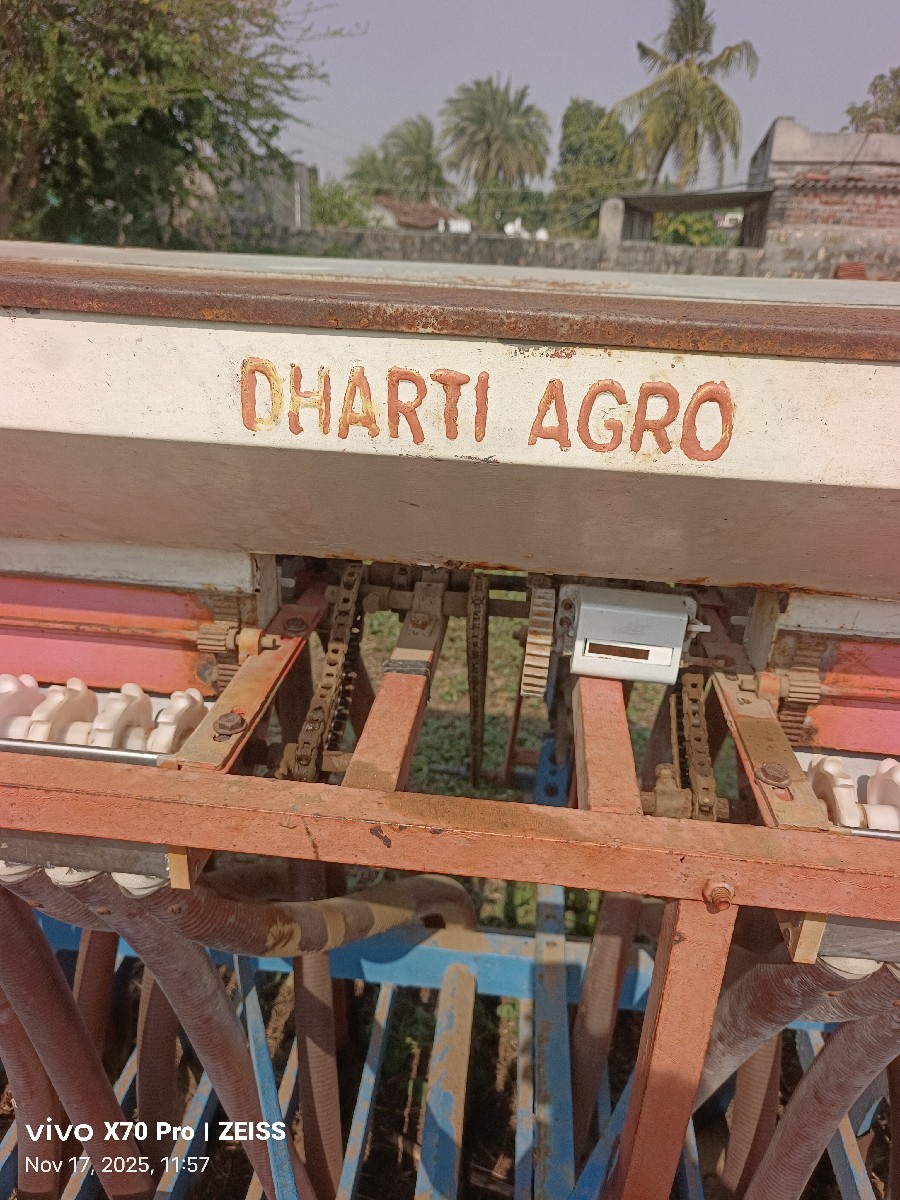 DHARTI AGRO
vivo X70 Pro | ZEISS
Nov 17, 2025, 11:57